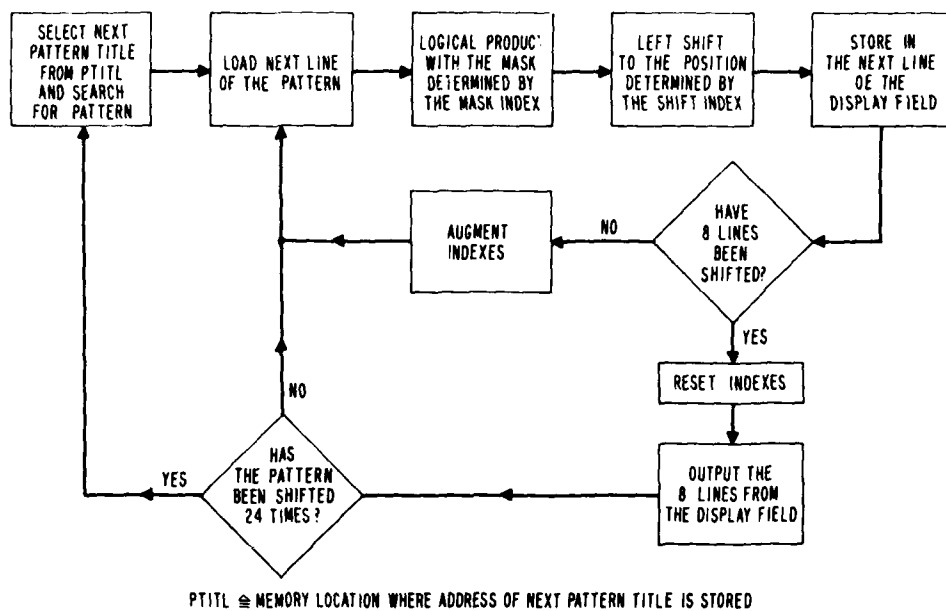 SELECT NEXT
PATTERN TITLE
FROM PTITL
AND SEARCH
FOR PATTERN
LOAD NEXT LINE
OF THE PATTERN
LOGICAL PRODUCT
WITH THE MASK
DETERMINED BY
THE MASK INDEX
LEFT SHIFT
TO THE POSITION
DETERMINED BY
THE SHIFT INDEX
STORE IN
THE NEXT LINE
OF THE
DISPLAY FIELD
HAVE
8 LINES
BEEN
SHIFTED?
NO
AUGMENT
INDEXES
YES
RESET INDEXES
OUTPUT THE
8 LINES FROM
THE DISPLAY FIELD
HAS
THE PATTERN
BEEN SHIFTED
24 TIMES?
NO
YES
PTITL ≙ MEMORY LOCATION WHERE ADDRESS OF NEXT PATTERN TITLE IS STORED